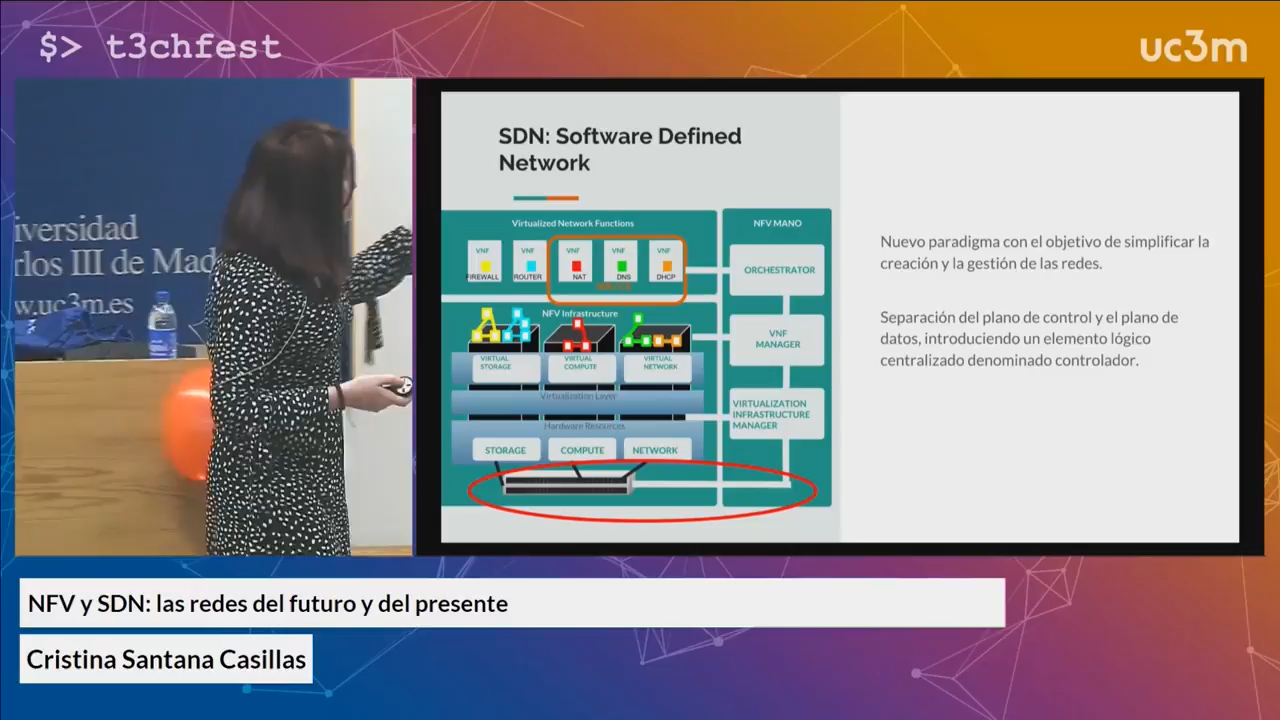 $> t3chfest
uc3m
iversidad
rlos III de Mad
w.uc3m.es
SDN: Software Defined
Network
Virtualized Network Functions
VNF
FIREWALL
VNF
ROUTER
VNF
NAT
VNF
DNS
VNF
DHCP
SERVICE
NFV Infrastructure
VIRTUAL
STORAGE
VIRTUAL
COMPUTE
VIRTUAL
NETWORK
Virtualization Layer
Hardware Resources
STORAGE
COMPUTE
NETWORK
NFV MANO
ORCHESTRATOR
VNF
MANAGER
VIRTUALIZATION
INFRASTRUCTURE
MANAGER
Nuevo paradigma con el objetivo de simplificar la
creación y la gestión de las redes.
Separación del plano de control y el plano de
datos, introduciendo un elemento lógico
centralizado denominado controlador.
NFV y SDN: las redes del futuro y del presente
Cristina Santana Casillas